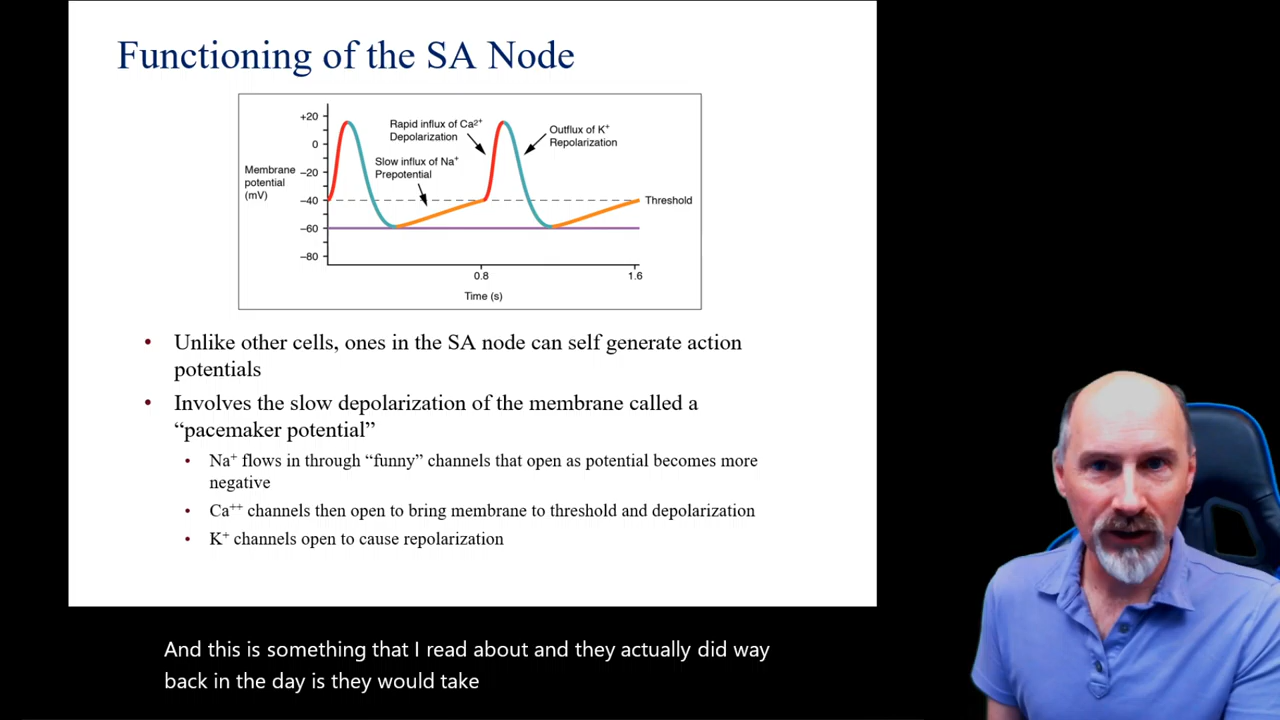 Functioning of the SA Node
+20
0
−20
−40
−60
−80
Membrane
potential
(mV)
Rapid influx of Ca²⁺
Depolarization
Slow influx of Na⁺
Prepotential
Outflux of K⁺
Repolarization
Threshold
0.8
1.6
Time (s)
• Unlike other cells, ones in the SA node can self generate action
potentials
• Involves the slow depolarization of the membrane called a
“pacemaker potential”
• Na⁺ flows in through “funny” channels that open as potential becomes more
negative
• Ca⁺⁺ channels then open to bring membrane to threshold and depolarization
• K⁺ channels open to cause repolarization
And this is something that I read about and they actually did way
back in the day is they would take